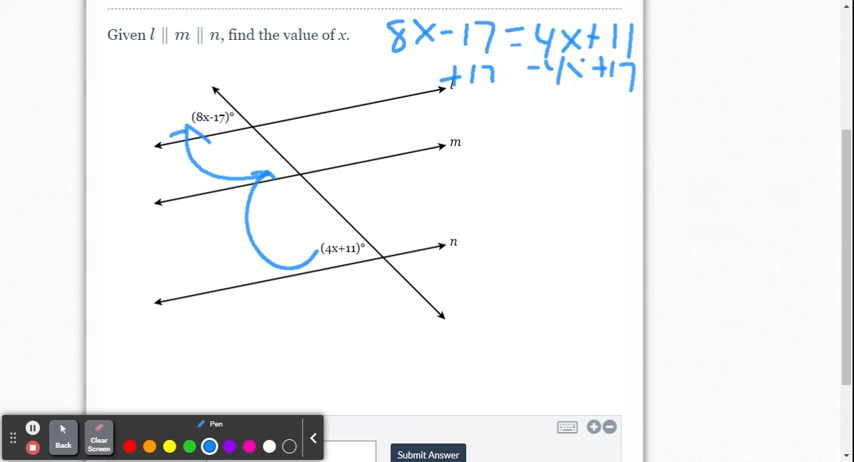 Given l ∥ m ∥ n, find the value of x.
8x-17=4x+11
+17 -4x +17
l
(8x-17)°
m
(4x+11)°
n
Pen
Back
Clear Screen
Submit Answer